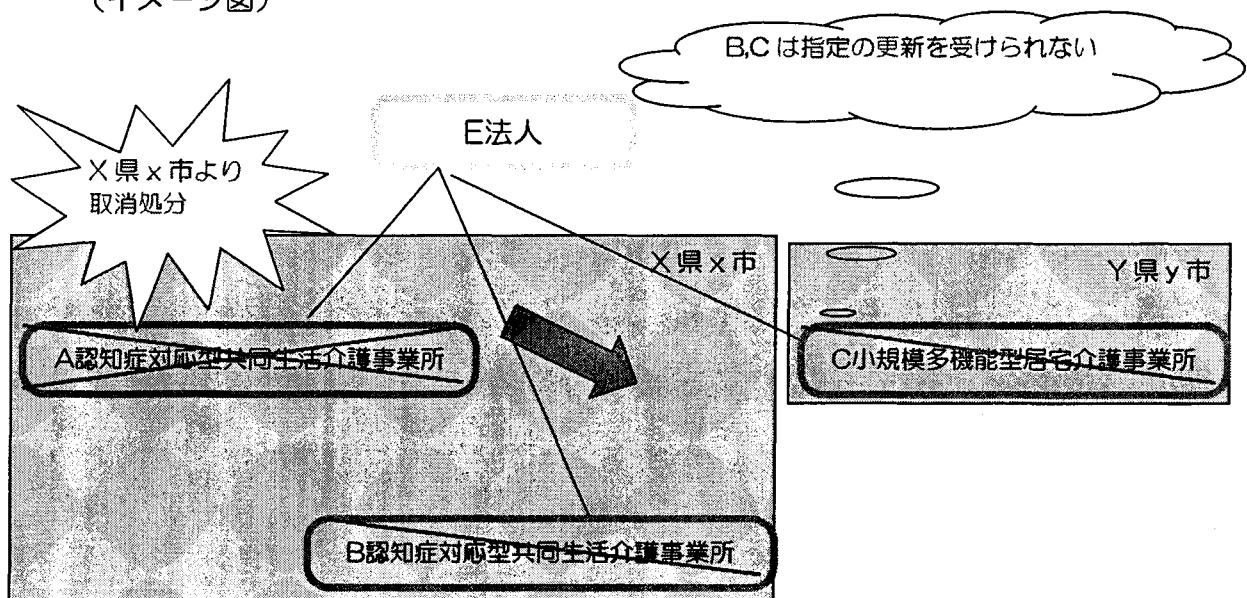 （イメージ図）
B,C は指定の更新を受けられない
E法人
X県x市より
取消処分
X県x市
Y県y市
A認知症対応型共同生活介護事業所
C小規模多機能型居宅介護事業所
B認知症対応型共同生活介護事業所